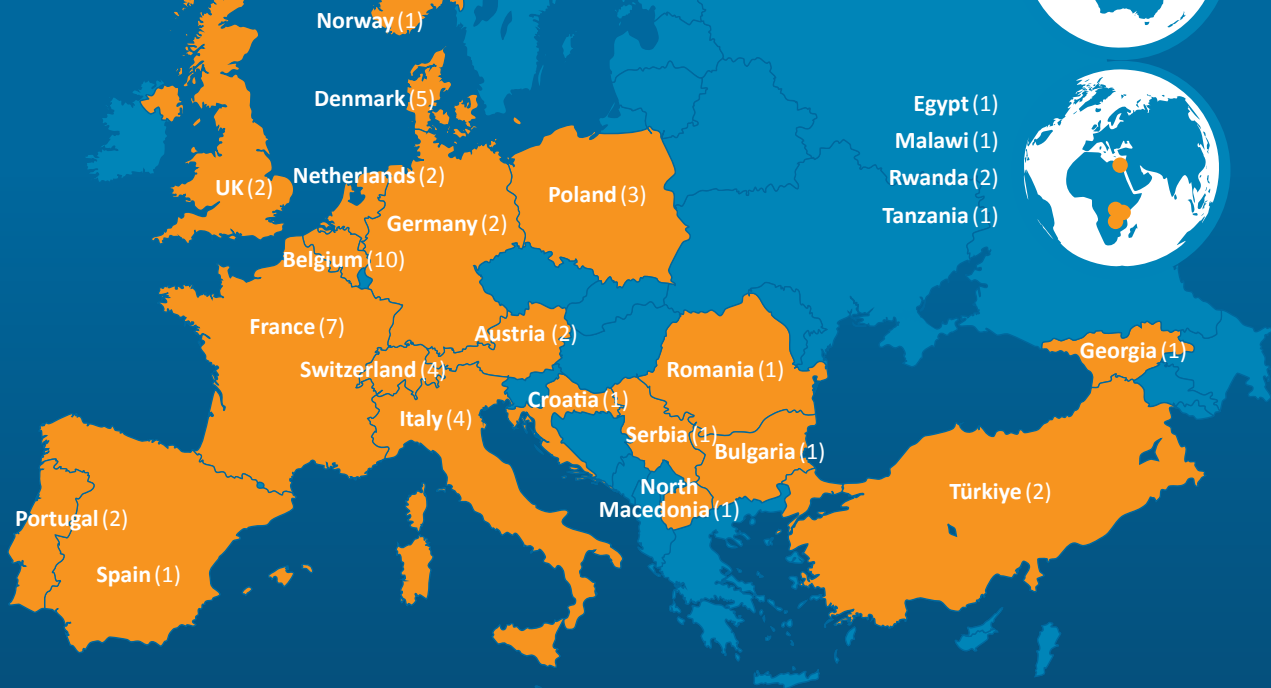 Norway (1)
Denmark (5)
Egypt (1)
Malawi (1)
Netherlands (2)
Rwanda (2)
UK (2)
Poland (3)
Tanzania (1)
Germany (2)
Belgium (10)
France (7)
Austria (2)
Georgia (1)
Switzerland (4)
Romania (1)
Croatia (1)
Italy (4)
Serbia (1)
Bulgaria (1)
North
Macedonia (1)
Türkiye (2)
Portugal (2)
Spain (1)